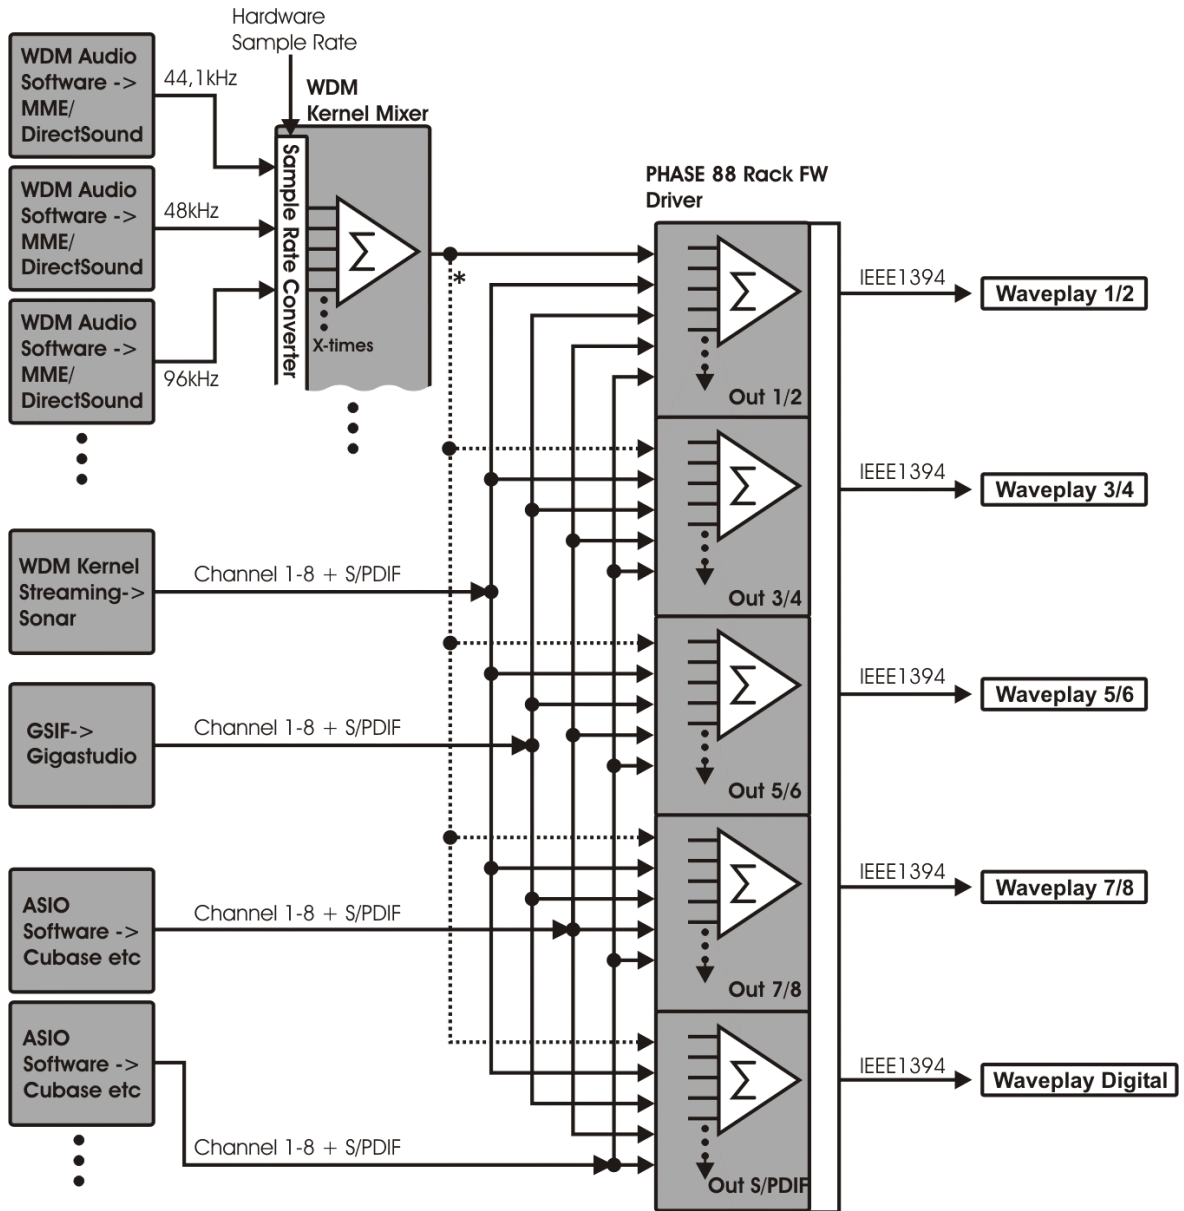 Hardware
Sample Rate
WDM Audio
Software ->
MME/
DirectSound
44,1kHz
WDM
Kernel Mixer
Sample Rate Converter
WDM Audio
Software ->
MME/
DirectSound
48kHz
Σ
X-times
WDM Audio
Software ->
MME/
DirectSound
96kHz
*
PHASE 88 Rack FW
Driver
Σ
Out 1/2
IEEE1394
Waveplay 1/2
Σ
Out 3/4
IEEE1394
Waveplay 3/4
WDM Kernel
Streaming->
Sonar
Channel 1-8 + S/PDIF
Σ
Out 5/6
IEEE1394
Waveplay 5/6
GSIF->
Gigastudio
Channel 1-8 + S/PDIF
Σ
Out 7/8
IEEE1394
Waveplay 7/8
ASIO
Software ->
Cubase etc
Channel 1-8 + S/PDIF
ASIO
Software ->
Cubase etc
Channel 1-8 + S/PDIF
Σ
Out S/PDIF
IEEE1394
Waveplay Digital